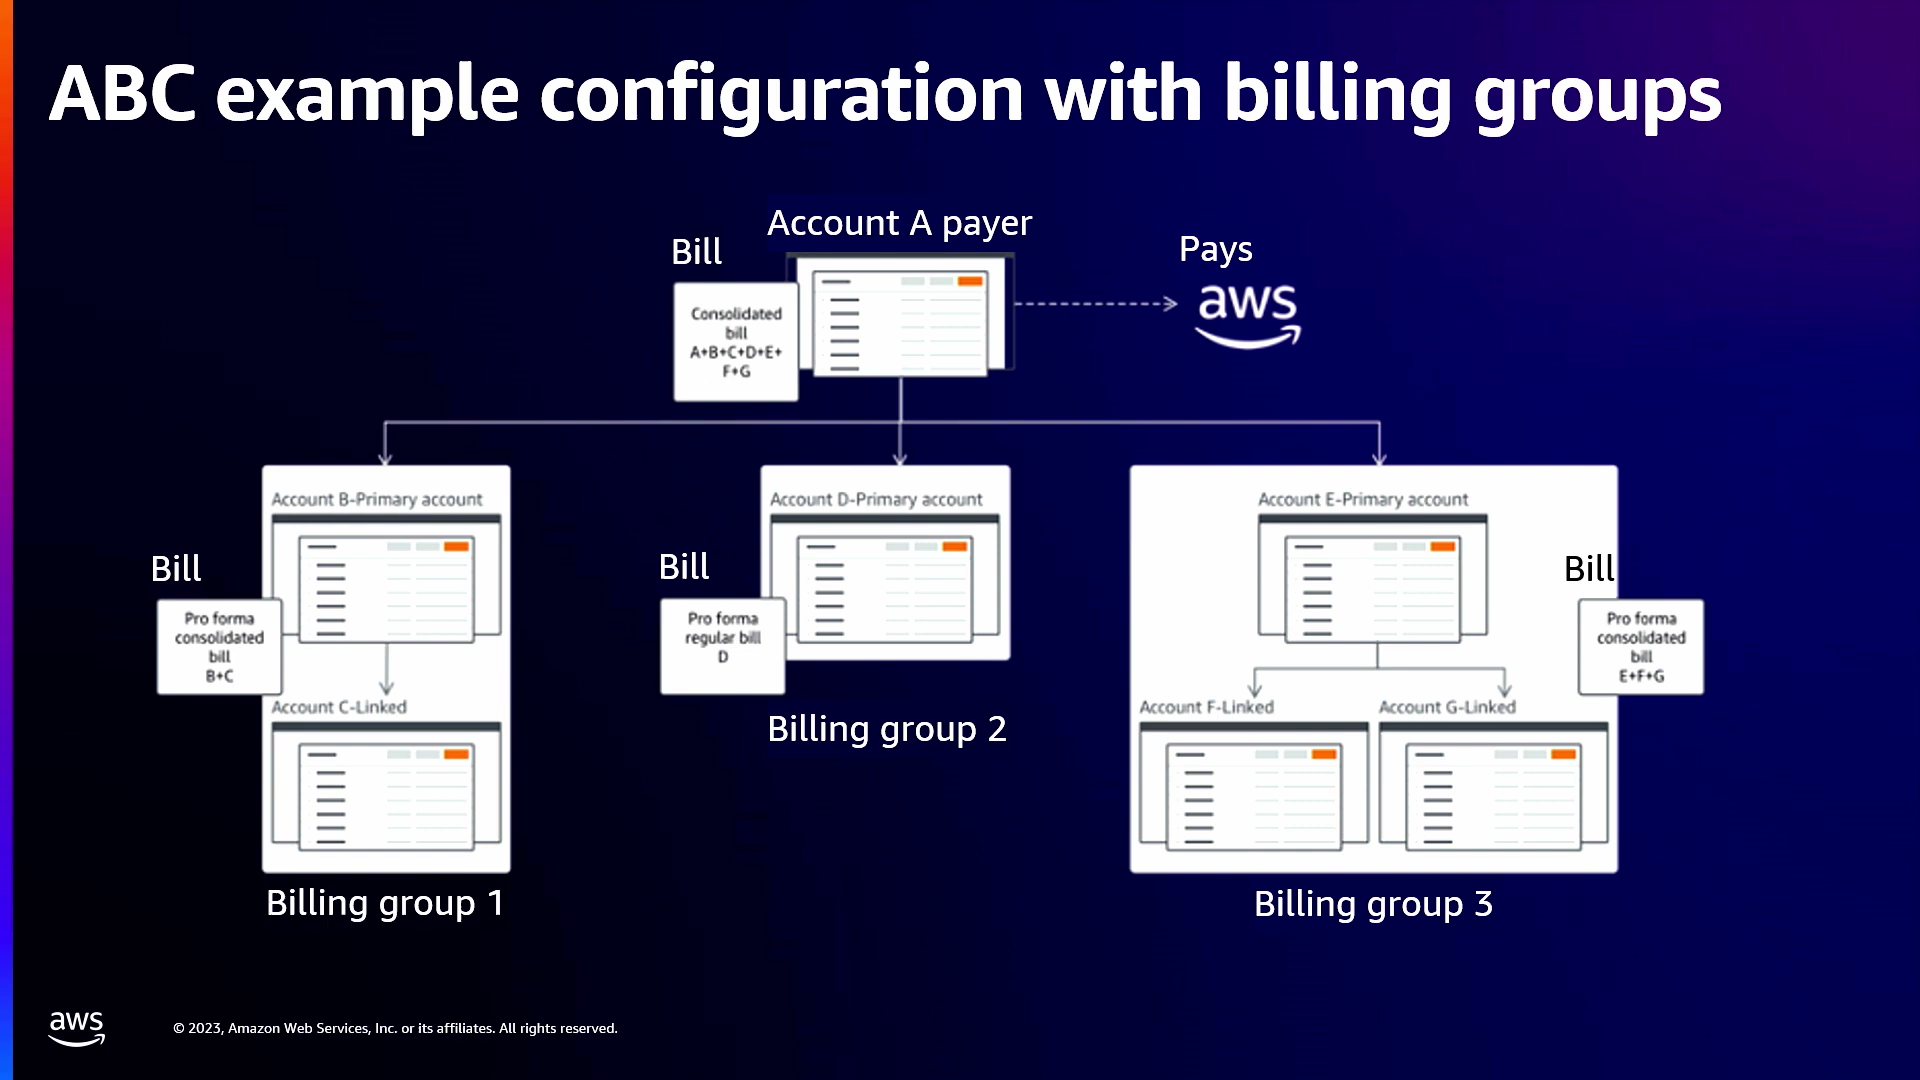 ABC example configuration with billing groups
Account A payer
Bill
Pays
Consolidated
bill
A+B+C+D+E+
F+G
aws
Account B-Primary account
Bill
Pro forma
consolidated
bill
B+C
Account C-Linked
Billing group 1
Account D-Primary account
Bill
Pro forma
regular bill
D
Billing group 2
Account E-Primary account
Bill
Pro forma
consolidated
bill
E+F+G
Account F-Linked
Account G-Linked
Billing group 3
aws
© 2023, Amazon Web Services, Inc. or its affiliates. All rights reserved.